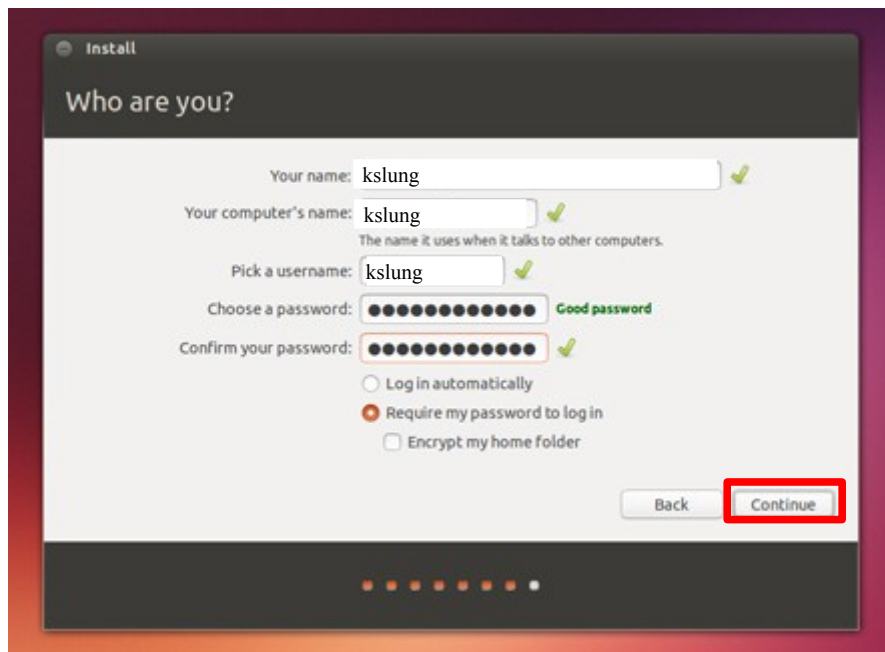 Install
Who are you?
Your name: kslung
Your computer's name: kslung
The name it uses when it talks to other computers.
Pick a username: kslung
Choose a password: ●●●●●●●●●●●● Good password
Confirm your password: ●●●●●●●●●●●●
Log in automatically
Require my password to log in
Encrypt my home folder
Back Continue